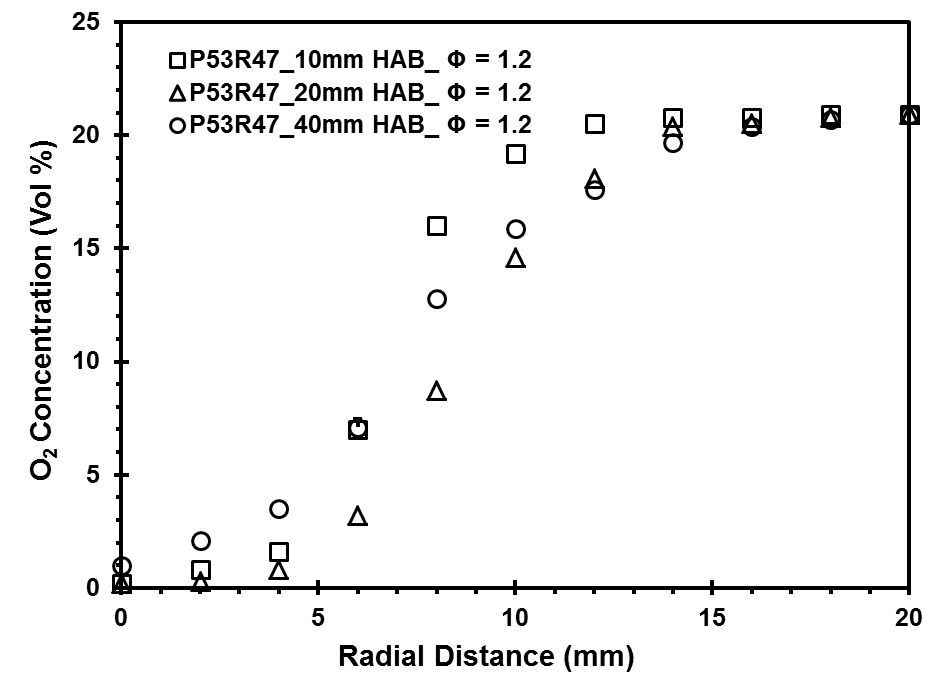 25
P53R47_10mm HAB_ Φ = 1.2
P53R47_20mm HAB_ Φ = 1.2
20
P53R47_40mm HAB_ Φ = 1.2
15
10
5
0
O₂ Concentration (Vol %)
0 5 10 15 20
Radial Distance (mm)